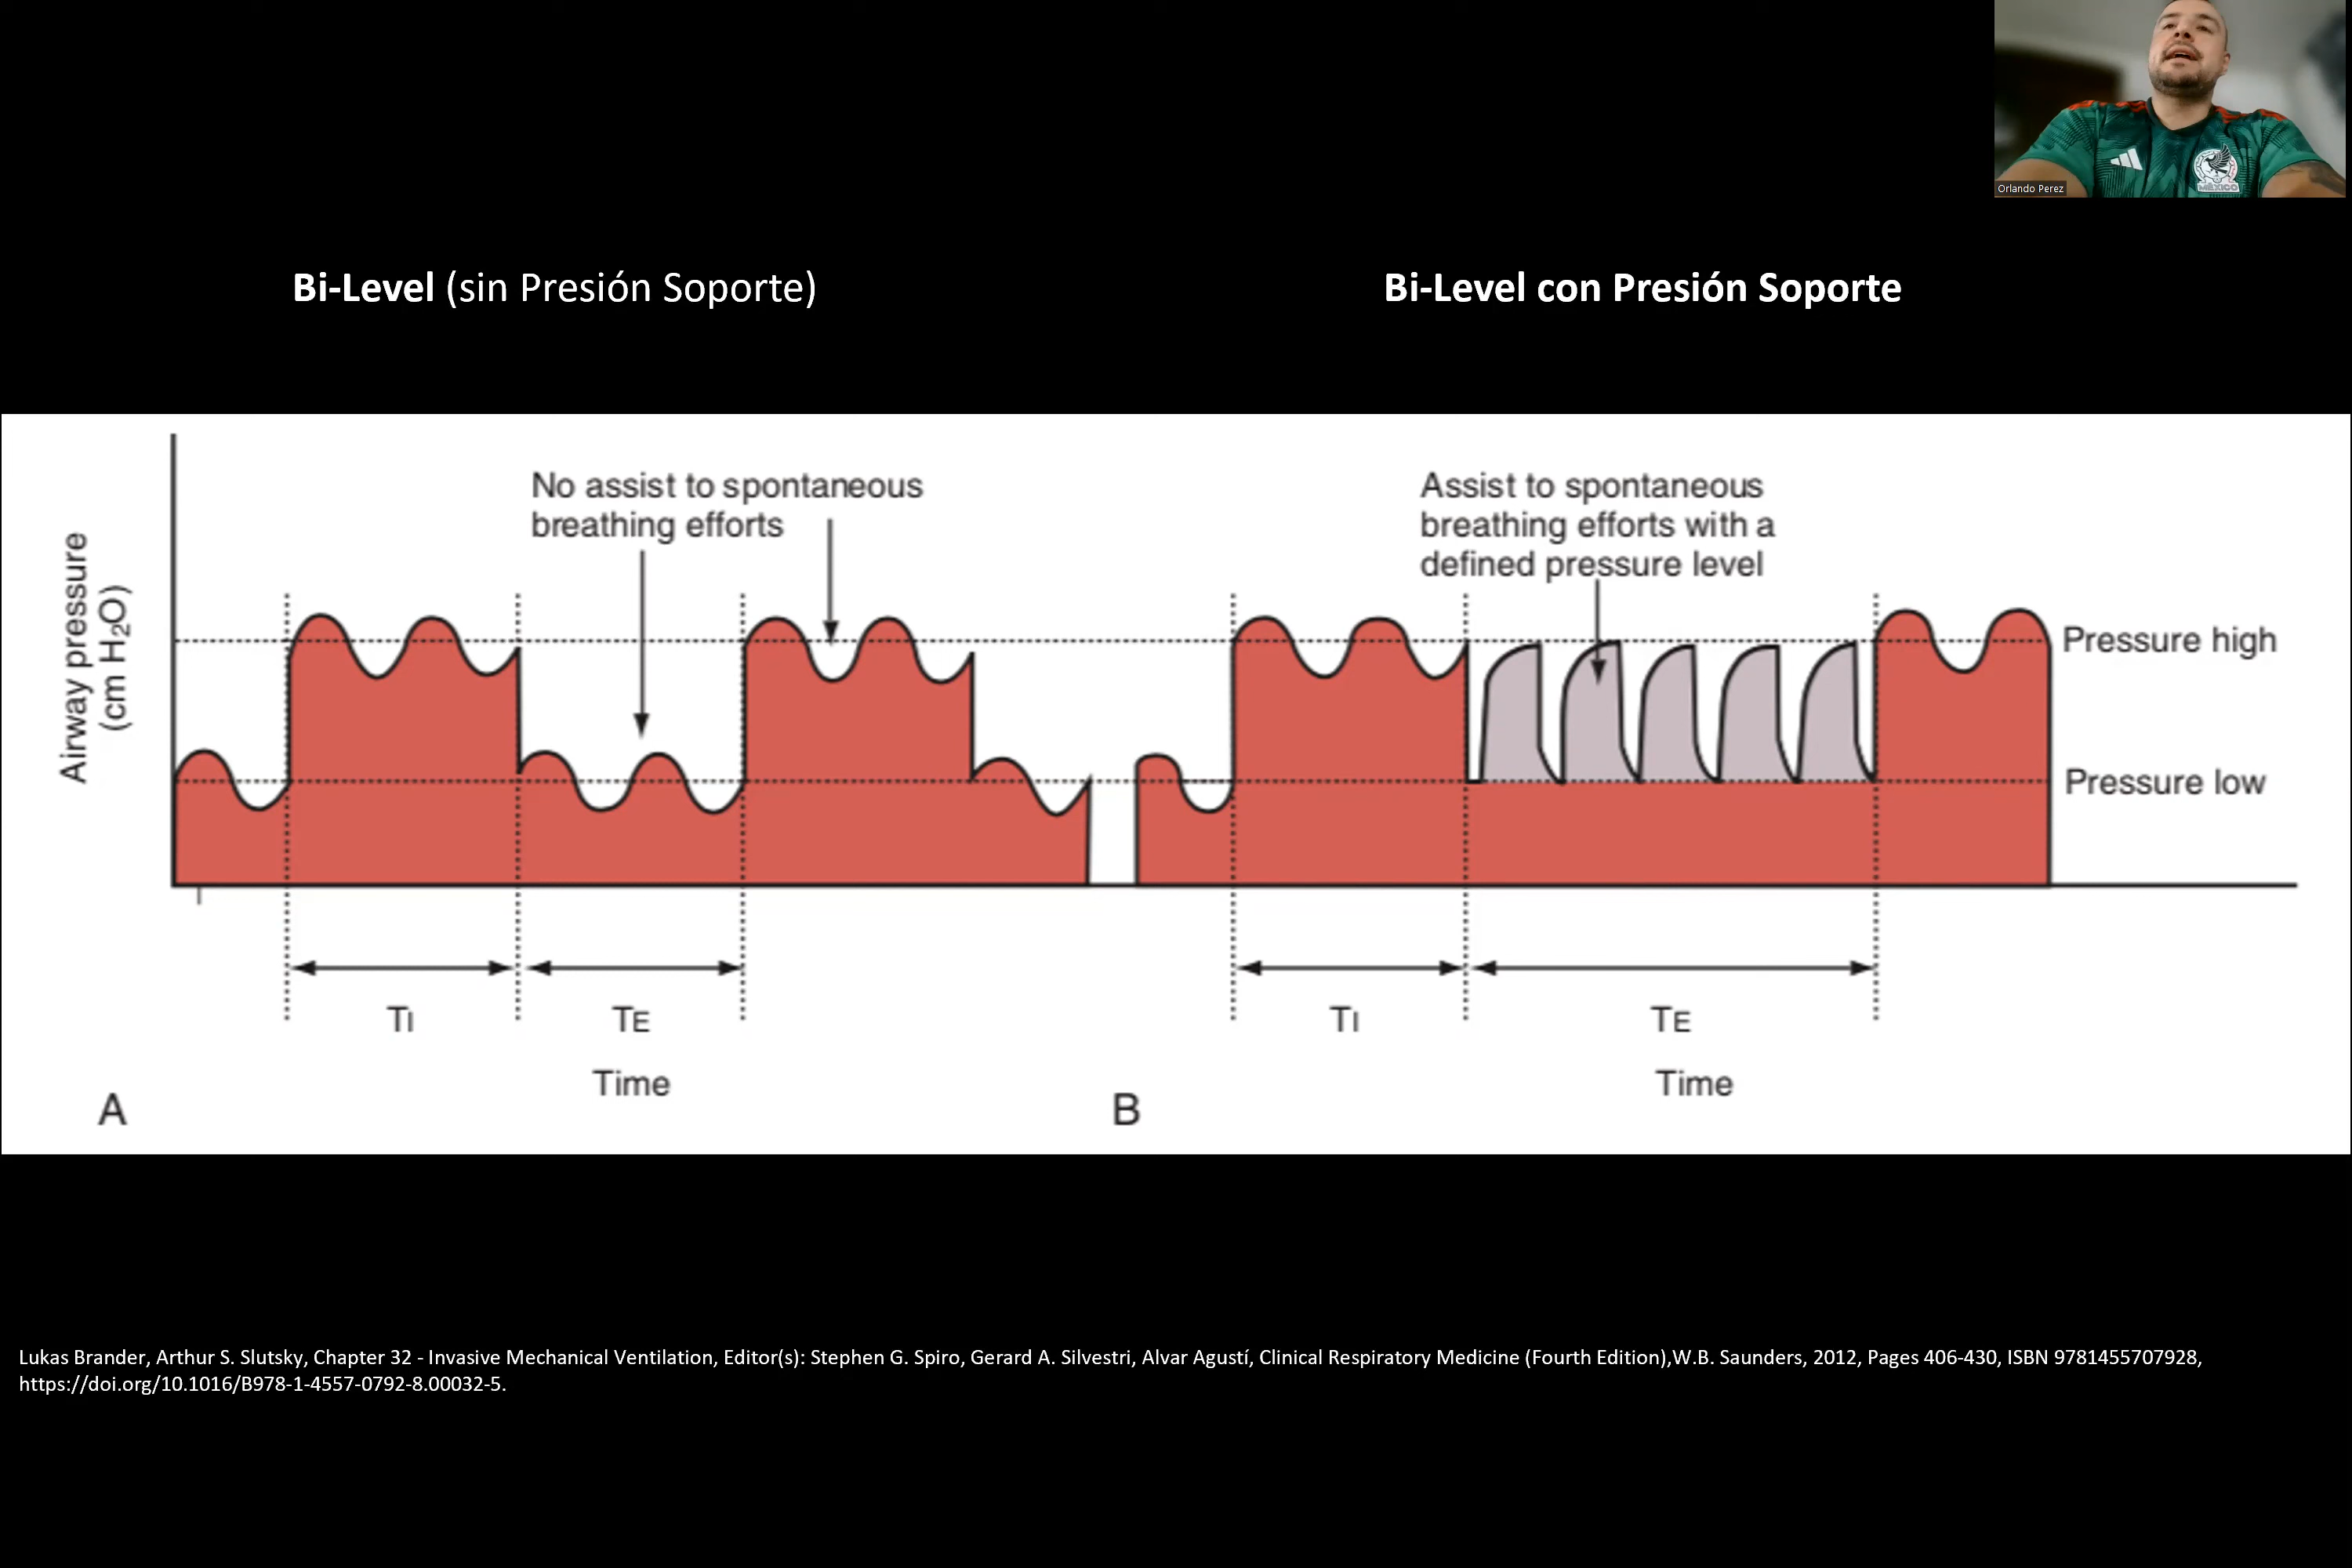 Orlando Perez
MEXICO
Bi-Level (sin Presión Soporte)
Bi-Level con Presión Soporte
Airway pressure
(cm H₂O)
No assist to spontaneous
breathing efforts
Assist to spontaneous
breathing efforts with a
defined pressure level
Pressure high
Pressure low
TI
TE
TI
TE
Time
Time
A
B
Lukas Brander, Arthur S. Slutsky, Chapter 32 - Invasive Mechanical Ventilation, Editor(s): Stephen G. Spiro, Gerard A. Silvestri, Alvar Agustí, Clinical Respiratory Medicine (Fourth Edition),W.B. Saunders, 2012, Pages 406-430, ISBN 9781455707928,
https://doi.org/10.1016/B978-1-4557-0792-8.00032-5.